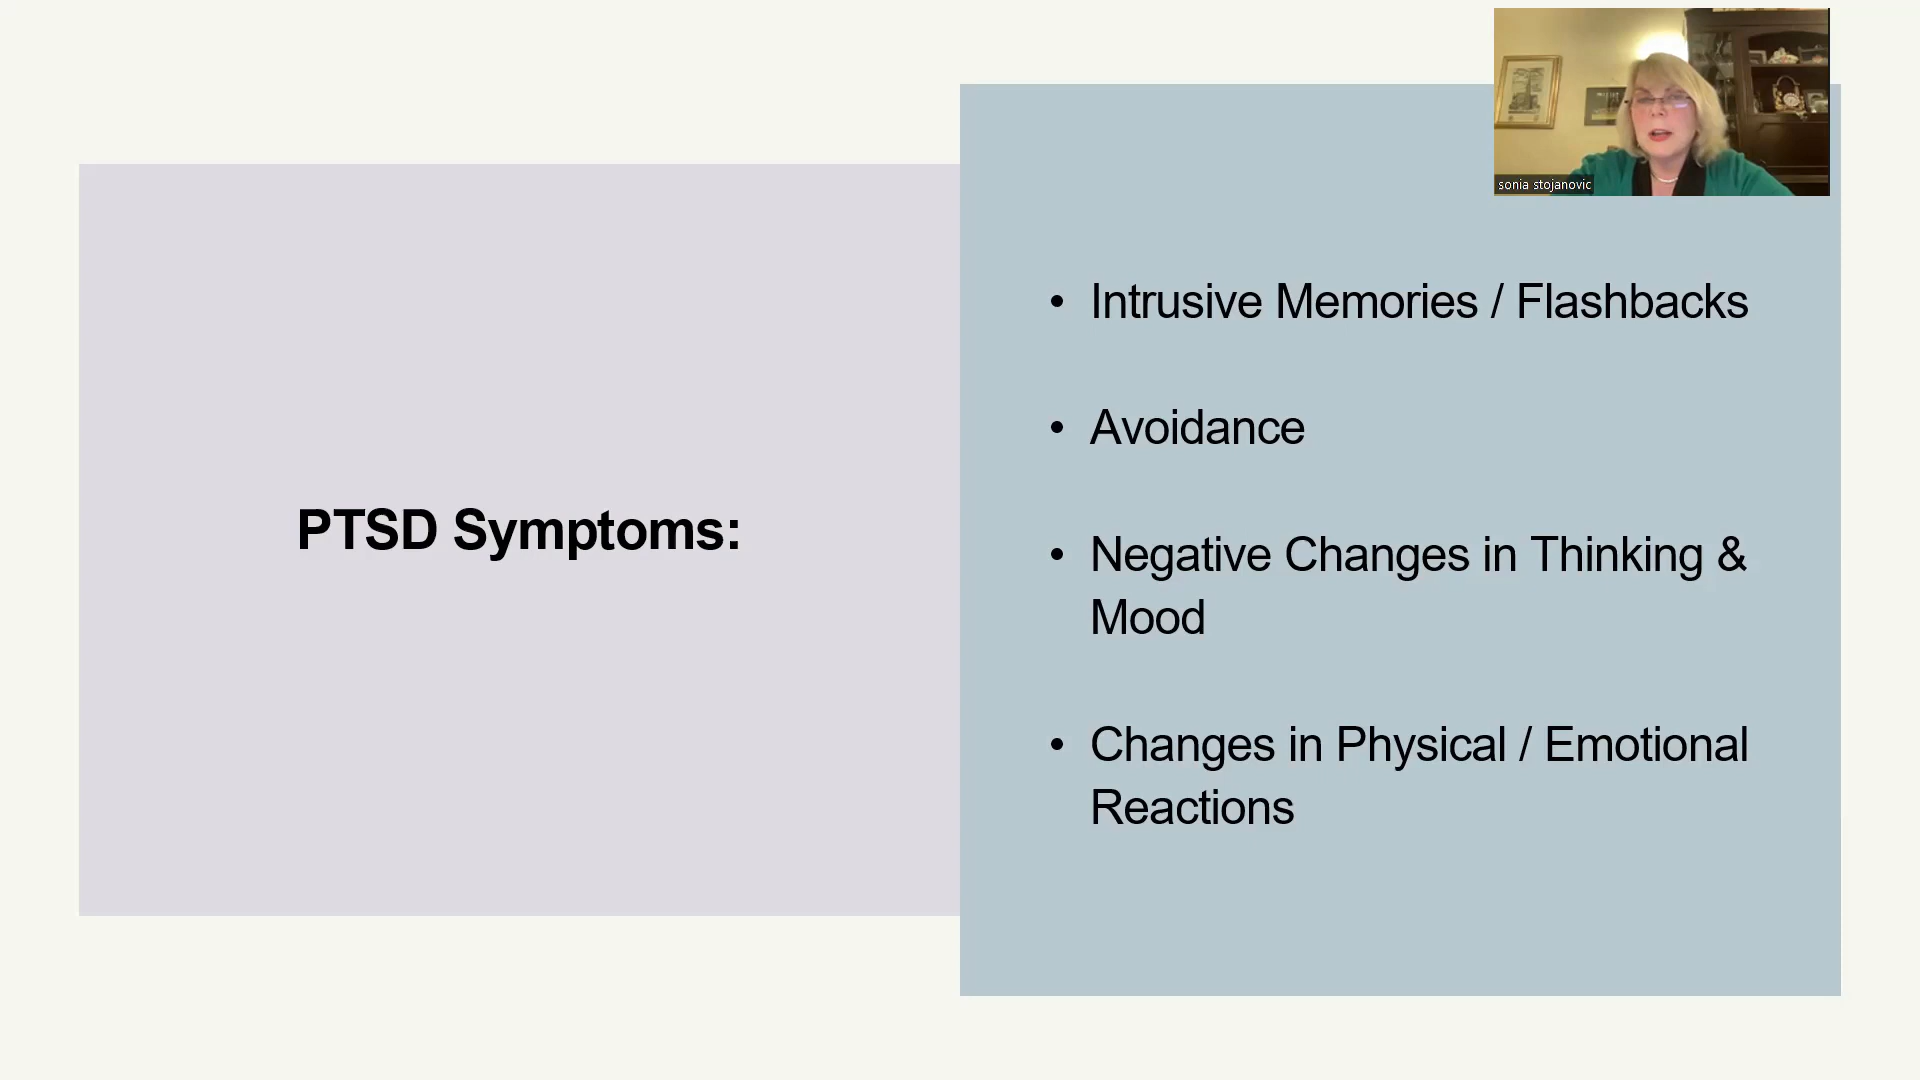 sonia stojanovic
PTSD Symptoms:
• Intrusive Memories / Flashbacks
• Avoidance
• Negative Changes in Thinking &
Mood
• Changes in Physical / Emotional
Reactions